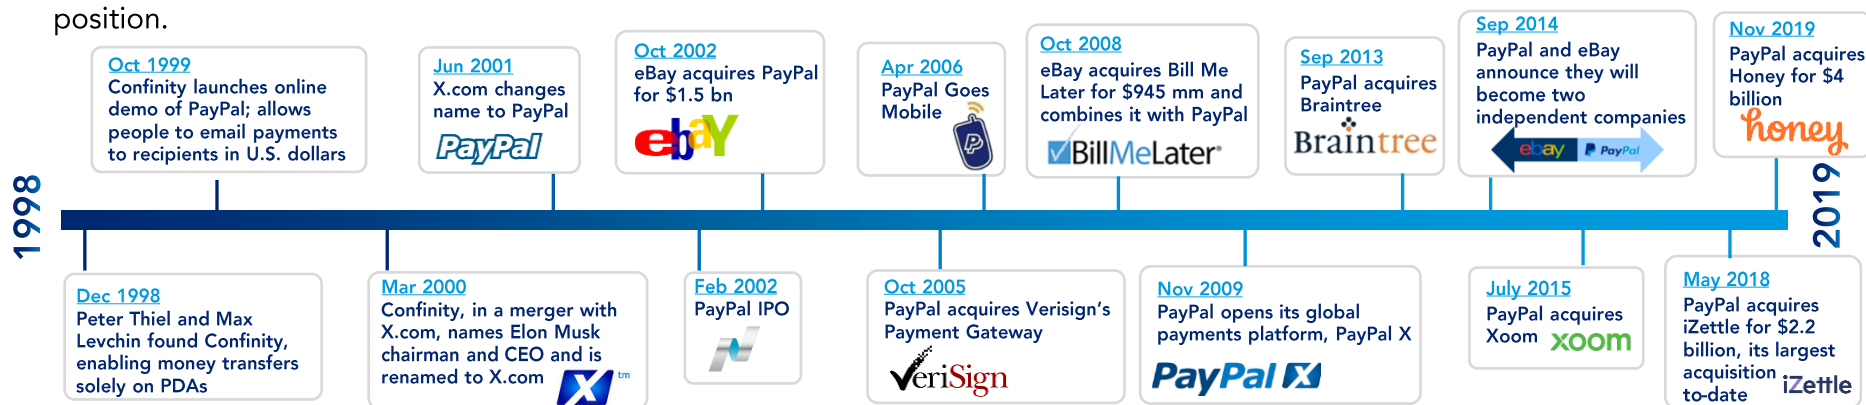 position.
Oct 1999
Confinity launches online
demo of PayPal; allows
people to email payments
to recipients in U.S. dollars
Jun 2001
X.com changes
name to PayPal
PayPal
Oct 2002
eBay acquires PayPal
for $1.5 bn
ebaY
Apr 2006
PayPal Goes
Mobile
P
Oct 2008
eBay acquires Bill Me
Later for $945 mm and
combines it with PayPal
BillMeLater®
Sep 2013
PayPal acquires
Braintree
Braintree
Sep 2014
PayPal and eBay
announce they will
become two
independent companies
ebay PayPal
Nov 2019
PayPal acquires
Honey for $4
billion
honey
1998
2019
Dec 1998
Peter Thiel and Max
Levchin found Confinity,
enabling money transfers
solely on PDAs
Mar 2000
Confinity, in a merger with
X.com, names Elon Musk
chairman and CEO and is
renamed to X.com
X ™
Feb 2002
PayPal IPO
Oct 2005
PayPal acquires Verisign's
Payment Gateway
VeriSign
Nov 2009
PayPal opens its global
payments platform, PayPal X
PayPal X
July 2015
PayPal acquires
Xoom
xoom
May 2018
PayPal acquires
iZettle for $2.2
billion, its largest
acquisition
to-date
iZettle